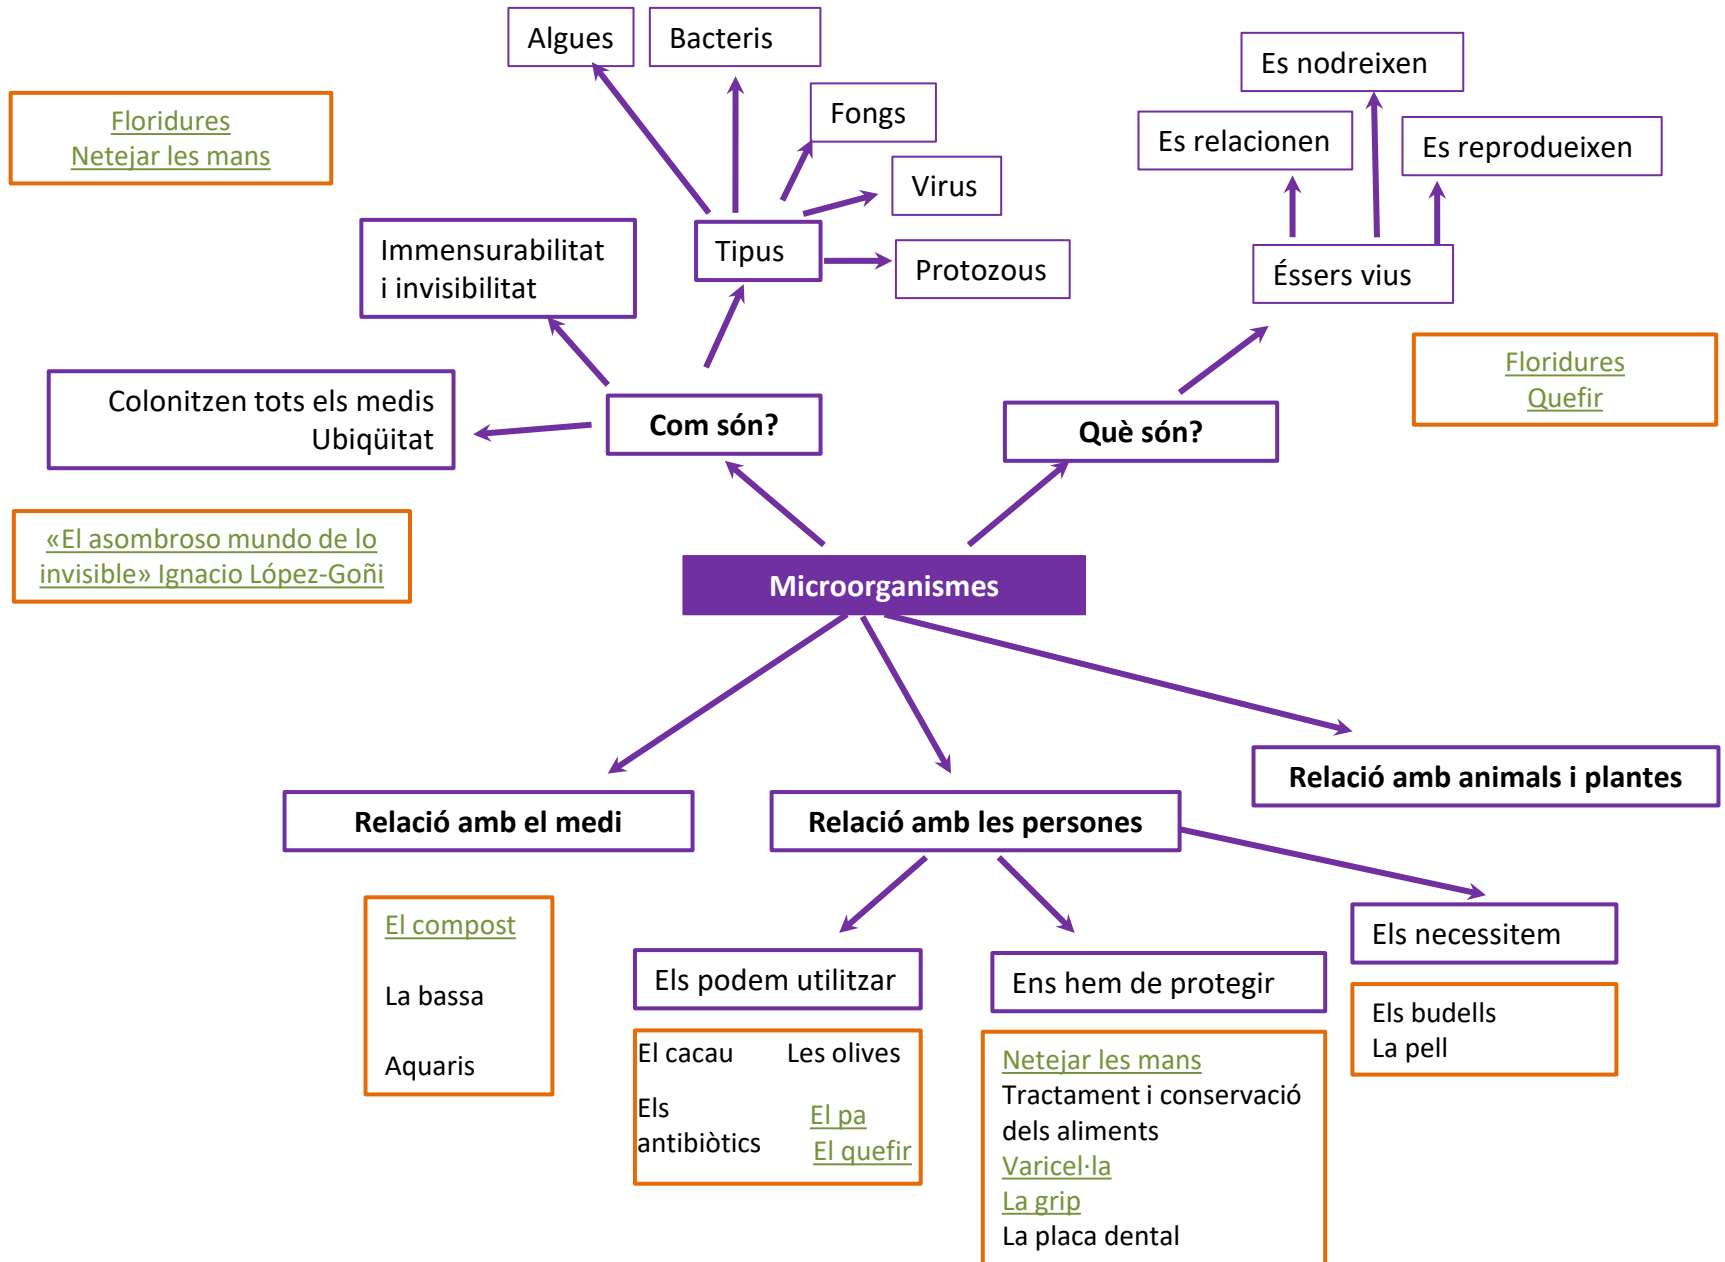 Algues
Bacteris
Es nodreixen
Fongs
Floridures
Netejar les mans
Es relacionen
Es reprodueixen
Virus
Immensurabilitat
i invisibilitat
Tipus
Protozous
Éssers vius
Floridures
Quefir
Colonitzen tots els medis
Ubiqüitat
Com són?
Què són?
«El asombroso mundo de lo
invisible» Ignacio López-Goñi
Microorganismes
Relació amb animals i plantes
Relació amb el medi
Relació amb les persones
El compost
La bassa
Aquaris
Els podem utilitzar
Ens hem de protegir
Els necessitem
El cacau
Les olives
Els
antibiòtics
El pa
El quefir
Netejar les mans
Tractament i conservació
dels aliments
Varicel·la
La grip
La placa dental
Els budells
La pell